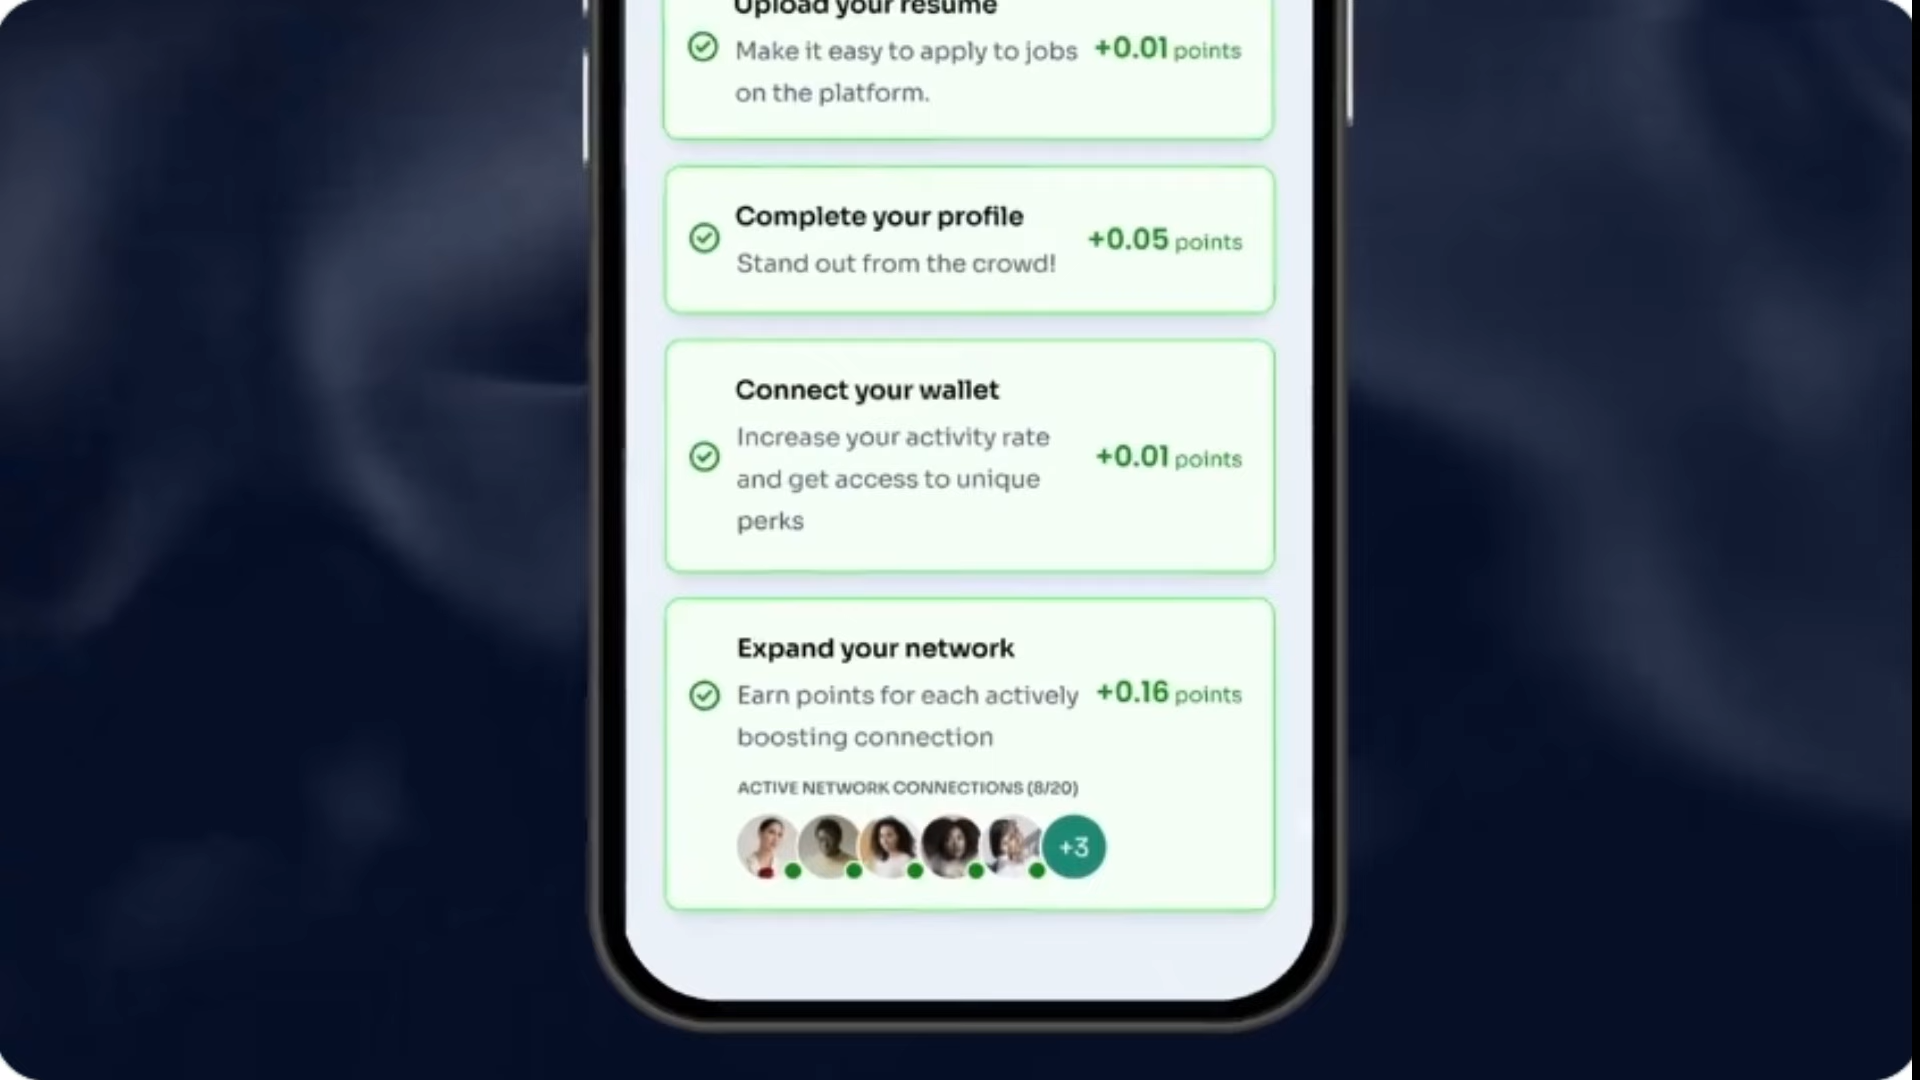 Upload your resume
Make it easy to apply to jobs
on the platform.
+0.01 points
Complete your profile
Stand out from the crowd!
+0.05 points
Connect your wallet
Increase your activity rate
and get access to unique
perks
+0.01 points
Expand your network
Earn points for each actively
boosting connection
+0.16 points
ACTIVE NETWORK CONNECTIONS (8/20)
+3